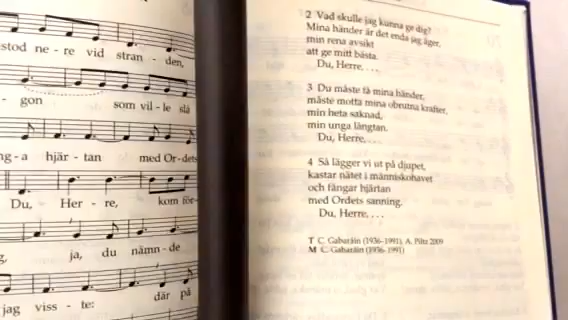 stod ne - re vid stran - den,
- gon som vil - le slå
hjär - tan med Or - dets
Du, Her - re, kom för-
ja, du nämn - de
jag viss - te: där på
2 Vad skulle jag kunna ge dig?
Mina händer är det enda jag äger,
min rena avsikt
att ge mitt bästa.
Du, Herre, . . .
3 Du måste få mina händer,
måste motta mina obrutna krafter,
min heta saknad,
min unga längtan.
Du, Herre, . . .
4 Så lägger vi ut på djupet,
kastar nätet i människohavet
och fångar hjärtan
med Ordets sanning.
Du, Herre, . . .
T C. Gabaráin (1936–1991), A. Piltz 2009
M C. Gabaráin (1936–1991)